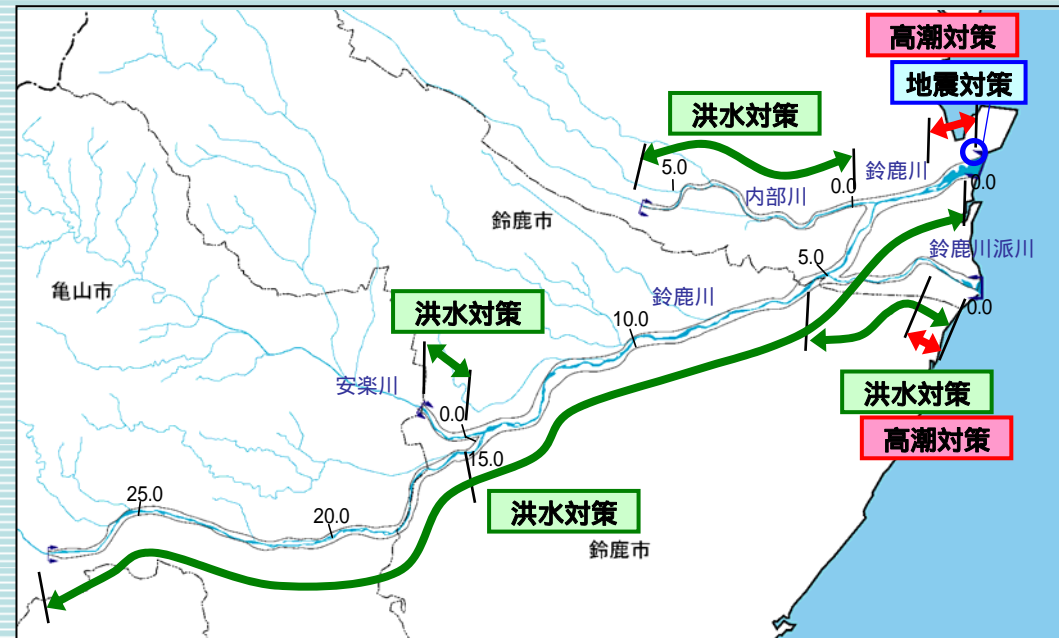 高潮対策
地震対策
洪水対策
5.0
0.0
鈴鹿川
0.0
内部川
鈴鹿市
鈴鹿川派川
5.0
亀山市
鈴鹿川
0.0
洪水対策
10.0
安楽川
洪水対策
0.0
高潮対策
15.0
25.0
20.0
洪水対策
鈴鹿市